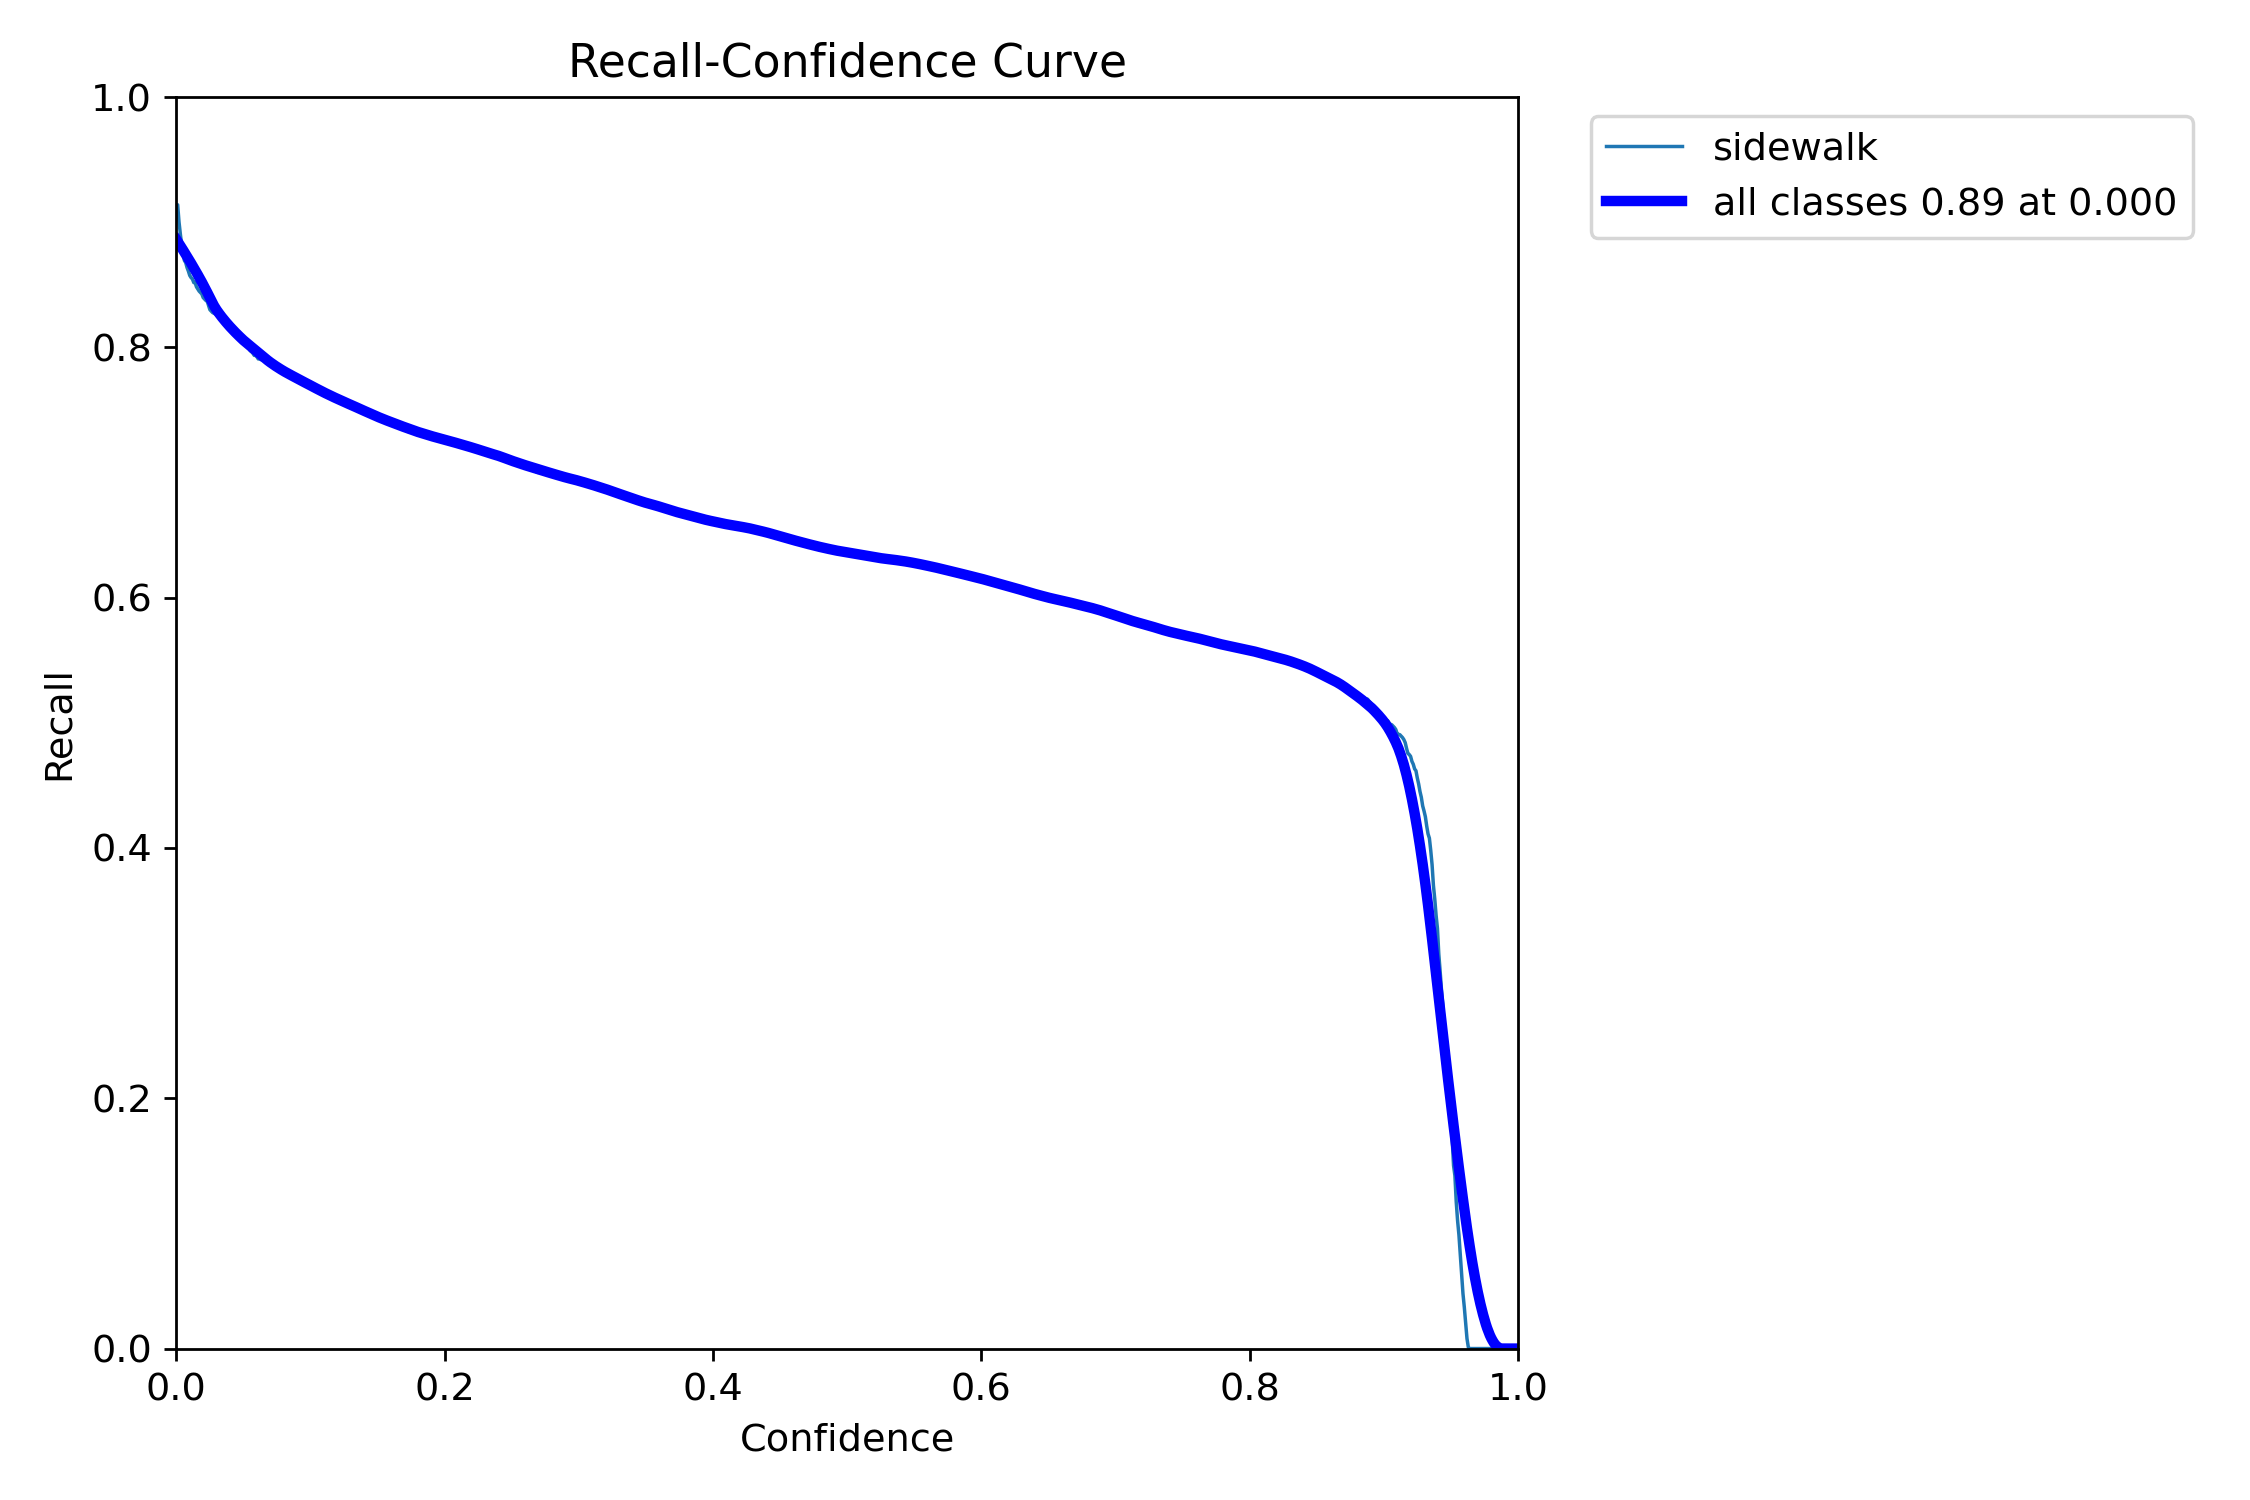 Recall-Confidence Curve
1.0
0.8
0.6
0.4
0.2
0.0
Recall
0.0 0.2 0.4 0.6 0.8 1.0
Confidence
sidewalk
all classes 0.89 at 0.000